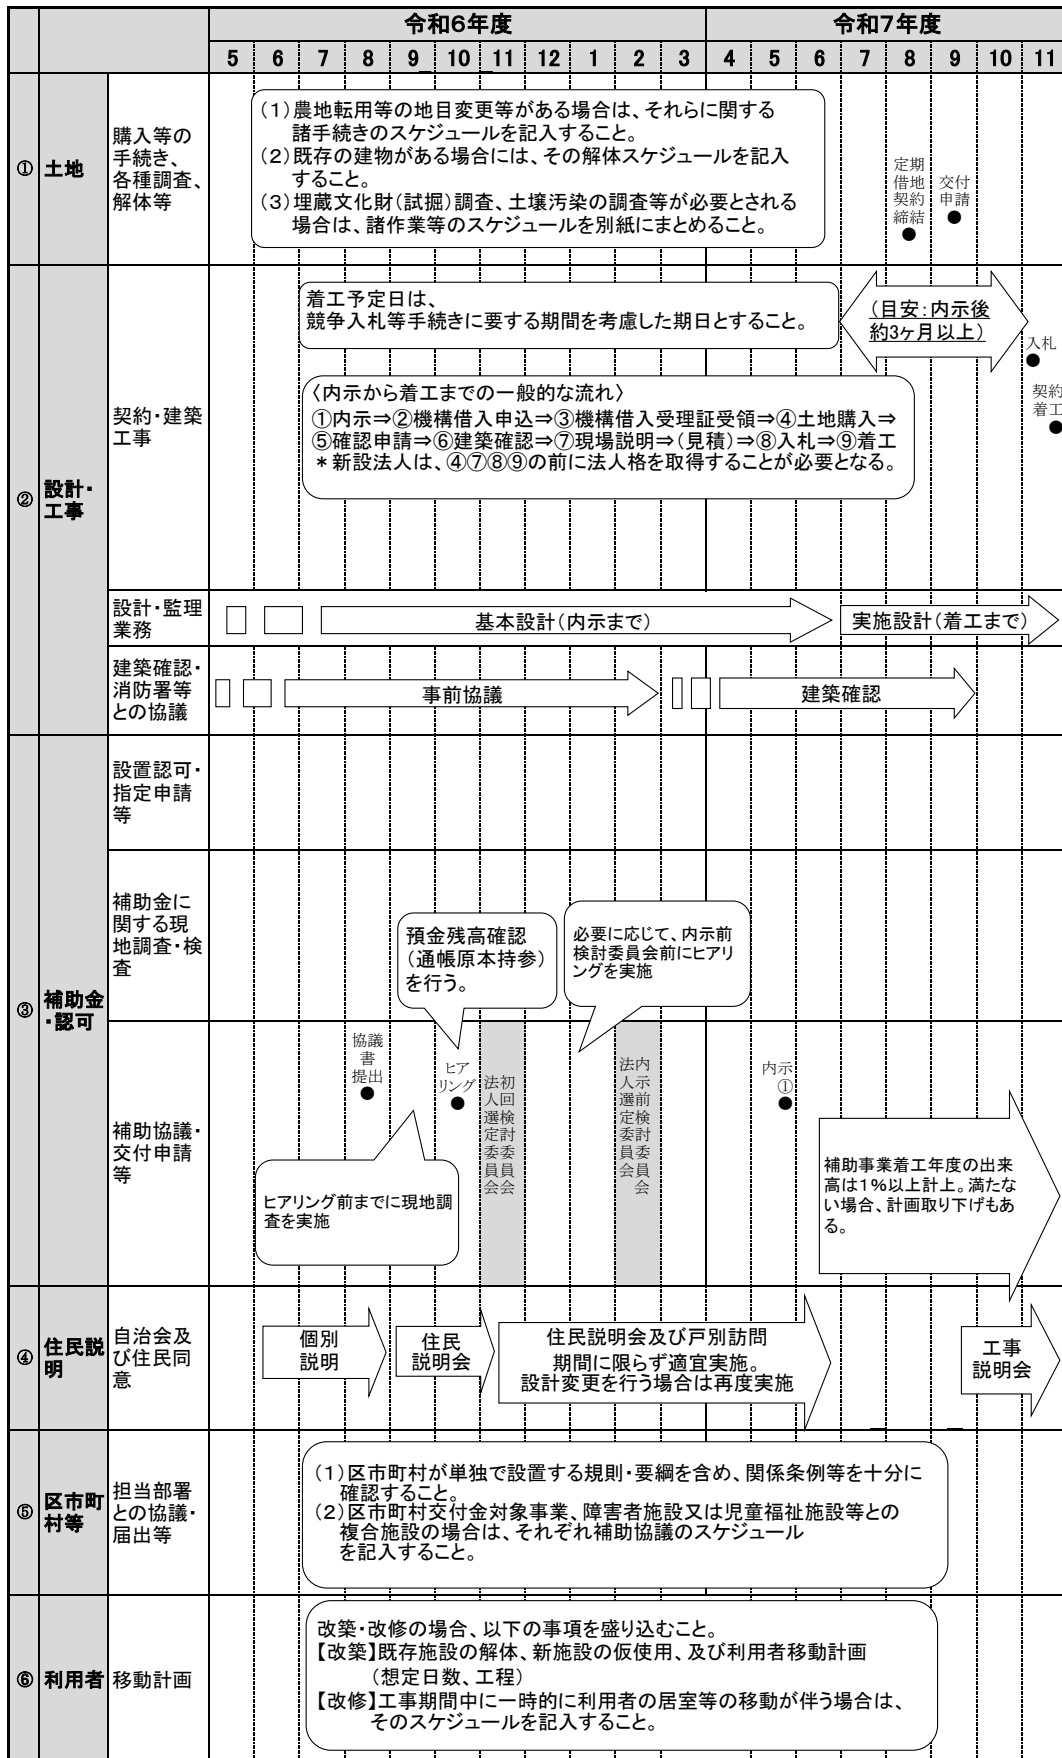 令和6年度
令和7年度
5 6 7 8 9 10 11 12 1 2 3 4 5 6 7 8 9 10 11
① 土地
購入等の
手続き、
各種調査、
解体等
(1)農地転用等の地目変更等がある場合は、それらに関する
諸手続きのスケジュールを記入すること。
(2)既存の建物がある場合には、その解体スケジュールを記入
すること。
(3)埋蔵文化財(試掘)調査、土壌汚染の調査等が必要とされる
場合は、諸作業等のスケジュールを別紙にまとめること。
定期
借地
契約
締結
●
交付
申請
●
② 設計・
工事
契約・建築
工事
着工予定日は、
競争入札等手続きに要する期間を考慮した期日とすること。
(目安:内示後
約3ヶ月以上)
入札
●
契約
着工
●
〈内示から着工までの一般的な流れ〉
①内示⇒②機構借入申込⇒③機構借入受理証受領⇒④土地購入⇒
⑤確認申請⇒⑥建築確認⇒⑦現場説明⇒(見積)⇒⑧入札⇒⑨着工
*新設法人は、④⑦⑧⑨の前に法人格を取得することが必要となる。
設計・監理
業務
基本設計(内示まで)
実施設計(着工まで)
建築確認・
消防署等
との協議
事前協議
建築確認
③ 補助金
・認可
設置認可・
指定申請
等
補助金に
関する現
地調査・検
査
預金残高確認
(通帳原本持参)
を行う。
必要に応じて、内示前
検討委員会前にヒアリ
ングを実施
補助協議・
交付申請
等
協議
書
提出
●
ヒア
リング
●
初回検討委員会
法人選定委員会
内示前検討委員会
法人選定委員会
内示
①
●
ヒアリング前までに現地調
査を実施
補助事業着工年度の出来
高は1%以上計上。満たな
い場合、計画取り下げもあ
る。
④ 住民説
明
自治会及
び住民同
意
個別
説明
住民
説明会
住民説明会及び戸別訪問
期間に限らず適宜実施。
設計変更を行う場合は再度実施
工事
説明会
⑤ 区市町
村等
担当部署
との協議・
届出等
(1)区市町村が単独で設置する規則・要綱を含め、関係条例等を十分に
確認すること。
(2)区市町村交付金対象事業、障害者施設又は児童福祉施設等との
複合施設の場合は、それぞれ補助協議のスケジュール
を記入すること。
⑥ 利用者
移動計画
改築・改修の場合、以下の事項を盛り込むこと。
【改築】既存施設の解体、新施設の仮使用、及び利用者移動計画
(想定日数、工程)
【改修】工事期間中に一時的に利用者の居室等の移動が伴う場合は、
そのスケジュールを記入すること。